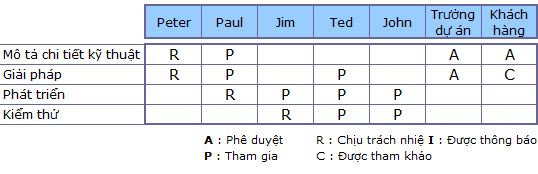 Peter Paul Jim Ted John Trưởng dự án Khách hàng
Mô tả chi tiết kỹ thuật R P A A
Giải pháp R P P A C
Phát triển R P P P
Kiểm thử R P P
A : Phê duyệt R : Chịu trách nhiệ I : Được thông báo
P : Tham gia C : Được tham khảo